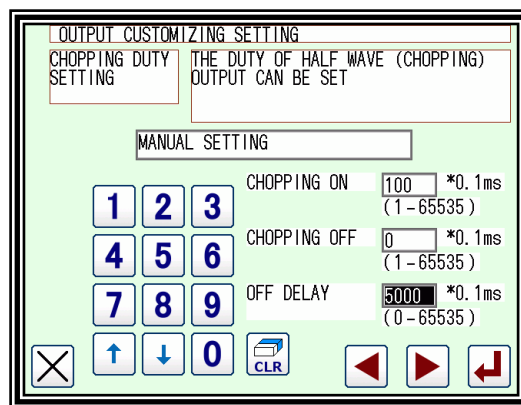 OUTPUT CUSTOMIZING SETTING
CHOPPING DUTY SETTING
THE DUTY OF HALF WAVE (CHOPPING)
OUTPUT CAN BE SET
MANUAL SETTING
CHOPPING ON 100 *0.1ms
(1-65535)
CHOPPING OFF 0 *0.1ms
(1-65535)
OFF DELAY 5000 *0.1ms
(0-65535)
1 2 3
4 5 6
7 8 9
↑ ↓ 0 CLR